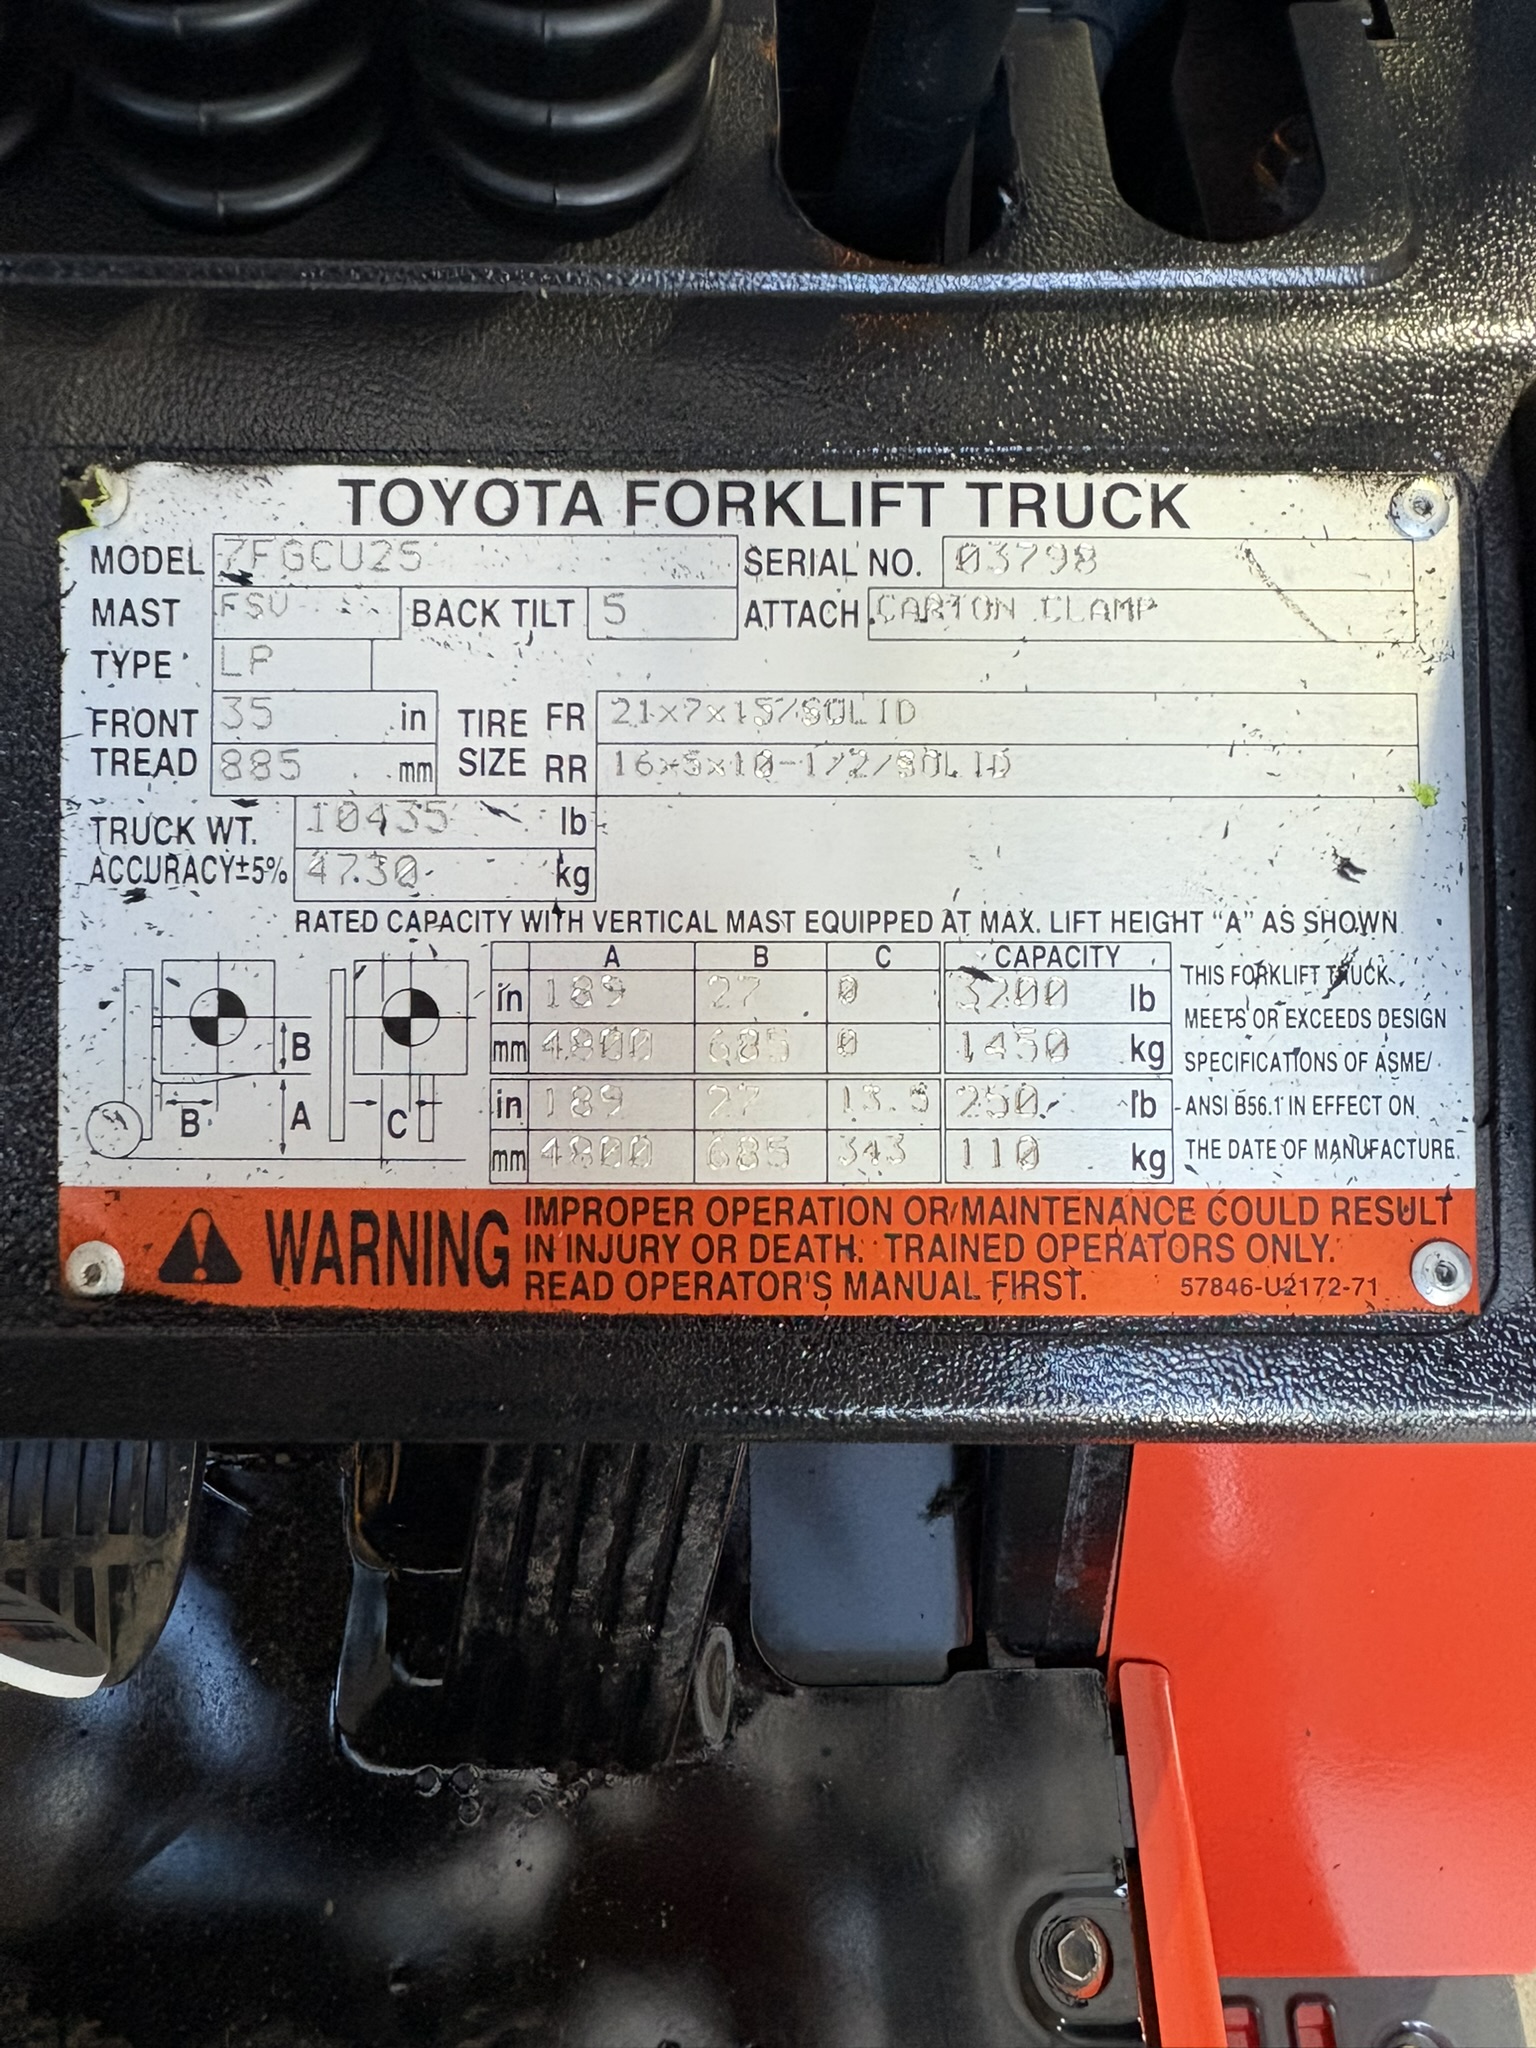 TOYOTA FORKLIFT TRUCK
MODEL 7FGCU25 SERIAL NO. 03798
MAST FSV BACK TILT 5 ATTACH. CARTON CLAMP
TYPE LP
FRONT TREAD 35 in TIRE SIZE FR 21x7x15/SOLID
885 mm RR 16x5x10-1/2/SOLID
TRUCK WT. 10435 lb
ACCURACY±5% 4730 kg
RATED CAPACITY WITH VERTICAL MAST EQUIPPED AT MAX. LIFT HEIGHT "A" AS SHOWN
A B C CAPACITY
in 189 27 0 3200 lb
mm 4800 685 0 1450 kg
in 189 27 13.5 250 lb
mm 4800 685 343 110 kg
B
B A C
THIS FORKLIFT TRUCK
MEETS OR EXCEEDS DESIGN
SPECIFICATIONS OF ASME/
ANSI B56.1 IN EFFECT ON
THE DATE OF MANUFACTURE.
WARNING
IMPROPER OPERATION OR MAINTENANCE COULD RESULT
IN INJURY OR DEATH. TRAINED OPERATORS ONLY.
READ OPERATOR'S MANUAL FIRST. 57846-U2172-71